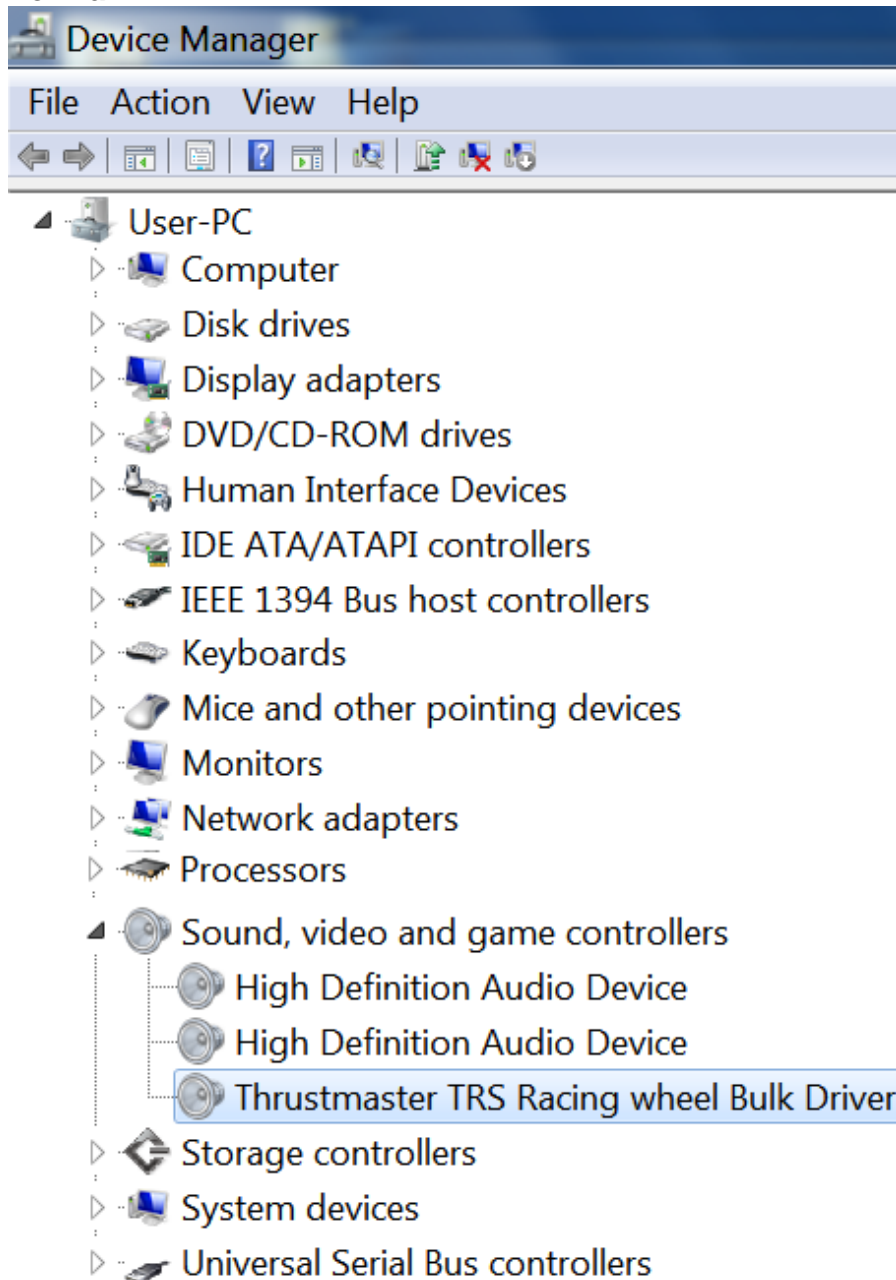 Device Manager
File Action View Help
User-PC
Computer
Disk drives
Display adapters
DVD/CD-ROM drives
Human Interface Devices
IDE ATA/ATAPI controllers
IEEE 1394 Bus host controllers
Keyboards
Mice and other pointing devices
Monitors
Network adapters
Processors
Sound, video and game controllers
High Definition Audio Device
High Definition Audio Device
Thrustmaster TRS Racing wheel Bulk Driver
Storage controllers
System devices
Universal Serial Bus controllers